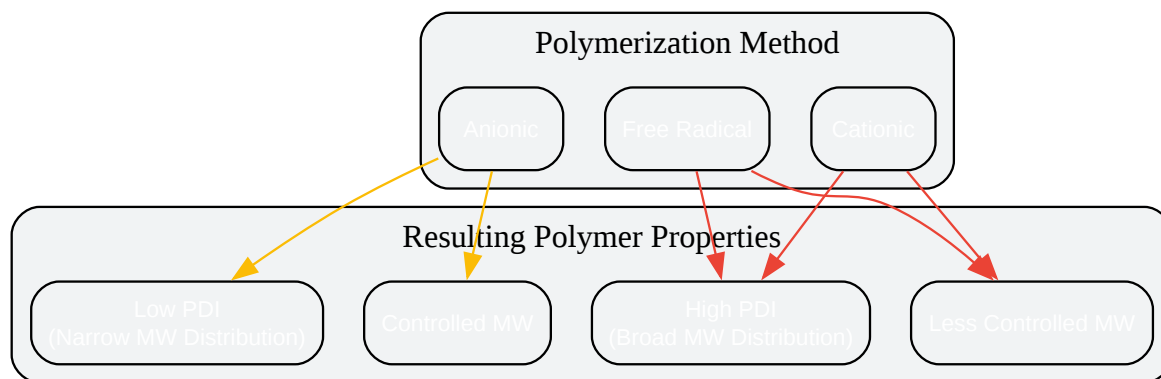 Polymerization Method
Anionic
Free Radical
Cationic
Resulting Polymer Properties
Low PDI
(Narrow MW Distribution)
Controlled MW
High PDI
(Broad MW Distribution)
Less Controlled MW